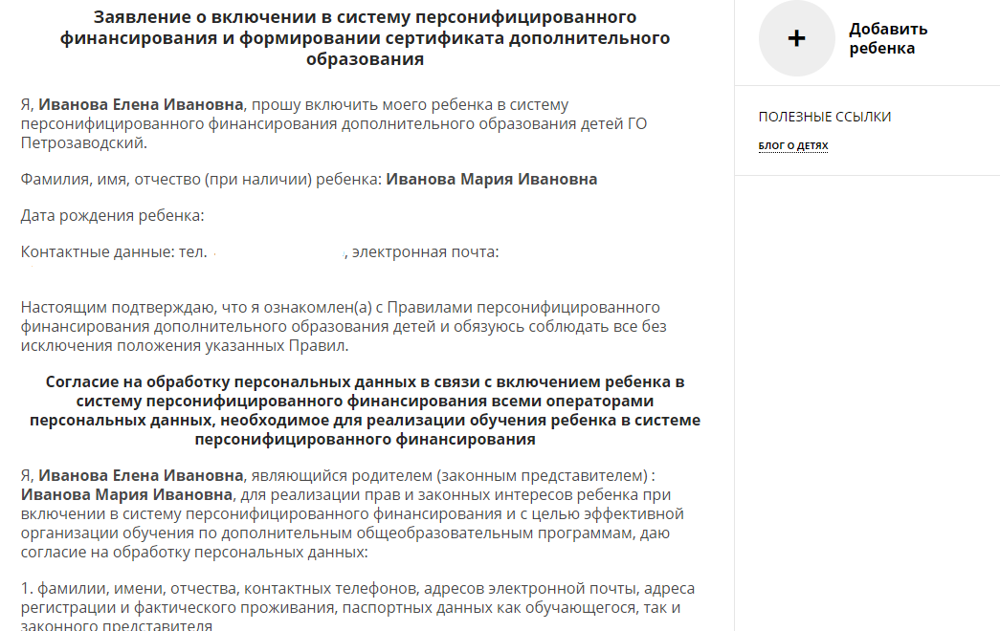 Заявление о включении в систему персонифицированного
финансирования и формировании сертификата дополнительного
образования
Я, Иванова Елена Ивановна, прошу включить моего ребенка в систему
персонифицированного финансирования дополнительного образования детей ГО
Петрозаводский.
Фамилия, имя, отчество (при наличии) ребенка: Иванова Мария Ивановна
Дата рождения ребенка:
Контактные данные: тел. , электронная почта:
Настоящим подтверждаю, что я ознакомлен(а) с Правилами персонифицированного
финансирования дополнительного образования детей и обязуюсь соблюдать все без
исключения положения указанных Правил.
Согласие на обработку персональных данных в связи с включением ребенка в
систему персонифицированного финансирования всеми операторами
персональных данных, необходимое для реализации обучения ребенка в системе
персонифицированного финансирования
Я, Иванова Елена Ивановна, являющийся родителем (законным представителем) :
Иванова Мария Ивановна, для реализации прав и законных интересов ребенка при
включении в систему персонифицированного финансирования и с целью эффективной
организации обучения по дополнительным общеобразовательным программам, даю
согласие на обработку персональных данных:
1. фамилии, имени, отчества, контактных телефонов, адресов электронной почты, адреса
регистрации и фактического проживания, паспортных данных как обучающегося, так и
законного представителя
+
Добавить
ребенка
ПОЛЕЗНЫЕ ССЫЛКИ
БЛОГ О ДЕТЯХ